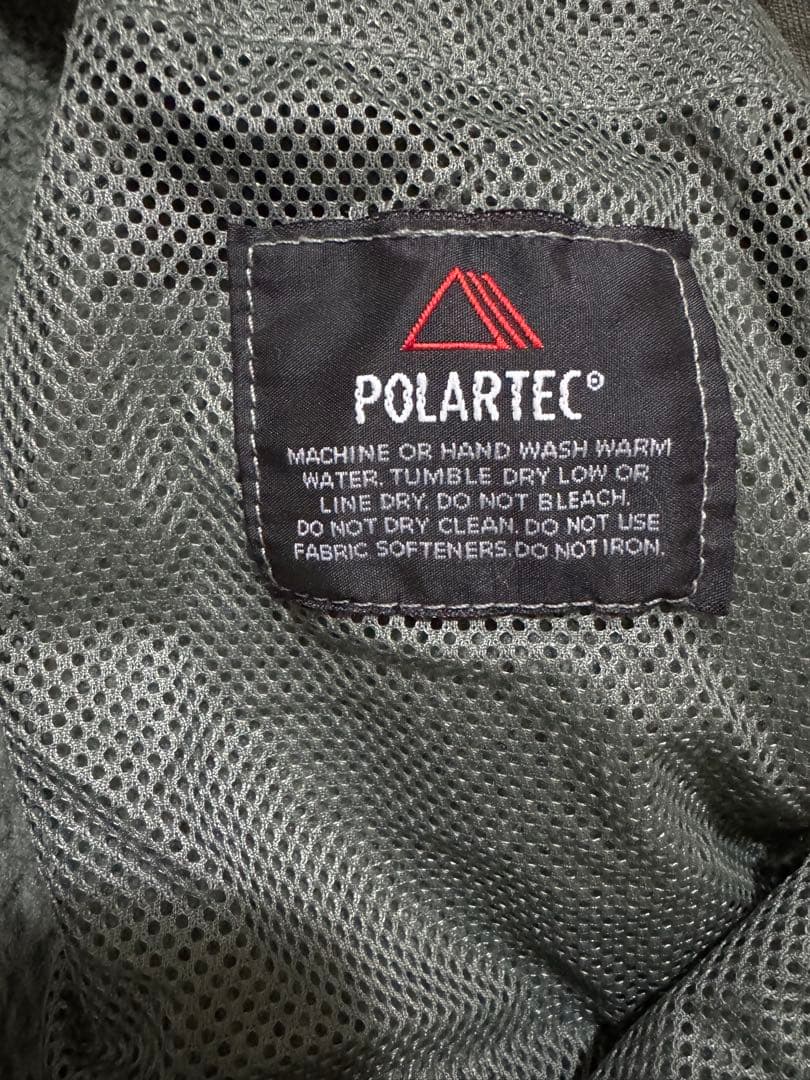 POLARTEC®
MACHINE OR HAND WASH WARM
WATER. TUMBLE DRY LOW OR
LINE DRY. DO NOT BLEACH.
DO NOT DRY CLEAN. DO NOT USE
FABRIC SOFTENERS. DO NOT IRON.